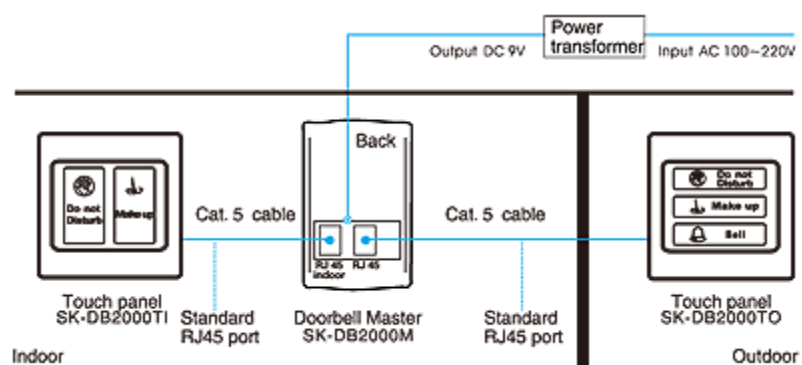 Power
transformer
Output DC 9V
Input AC 100~220V
Back
Do not
Disturb
Make up
Cat. 5 cable
Cat. 5 cable
Do not
Disturb
Make up
Bell
RJ 45
indoor
RJ 45
Touch panel
SK-DB2000TI
Standard
RJ45 port
Doorbell Master
SK-DB2000M
Standard
RJ45 port
Touch panel
SK-DB2000TO
Indoor
Outdoor